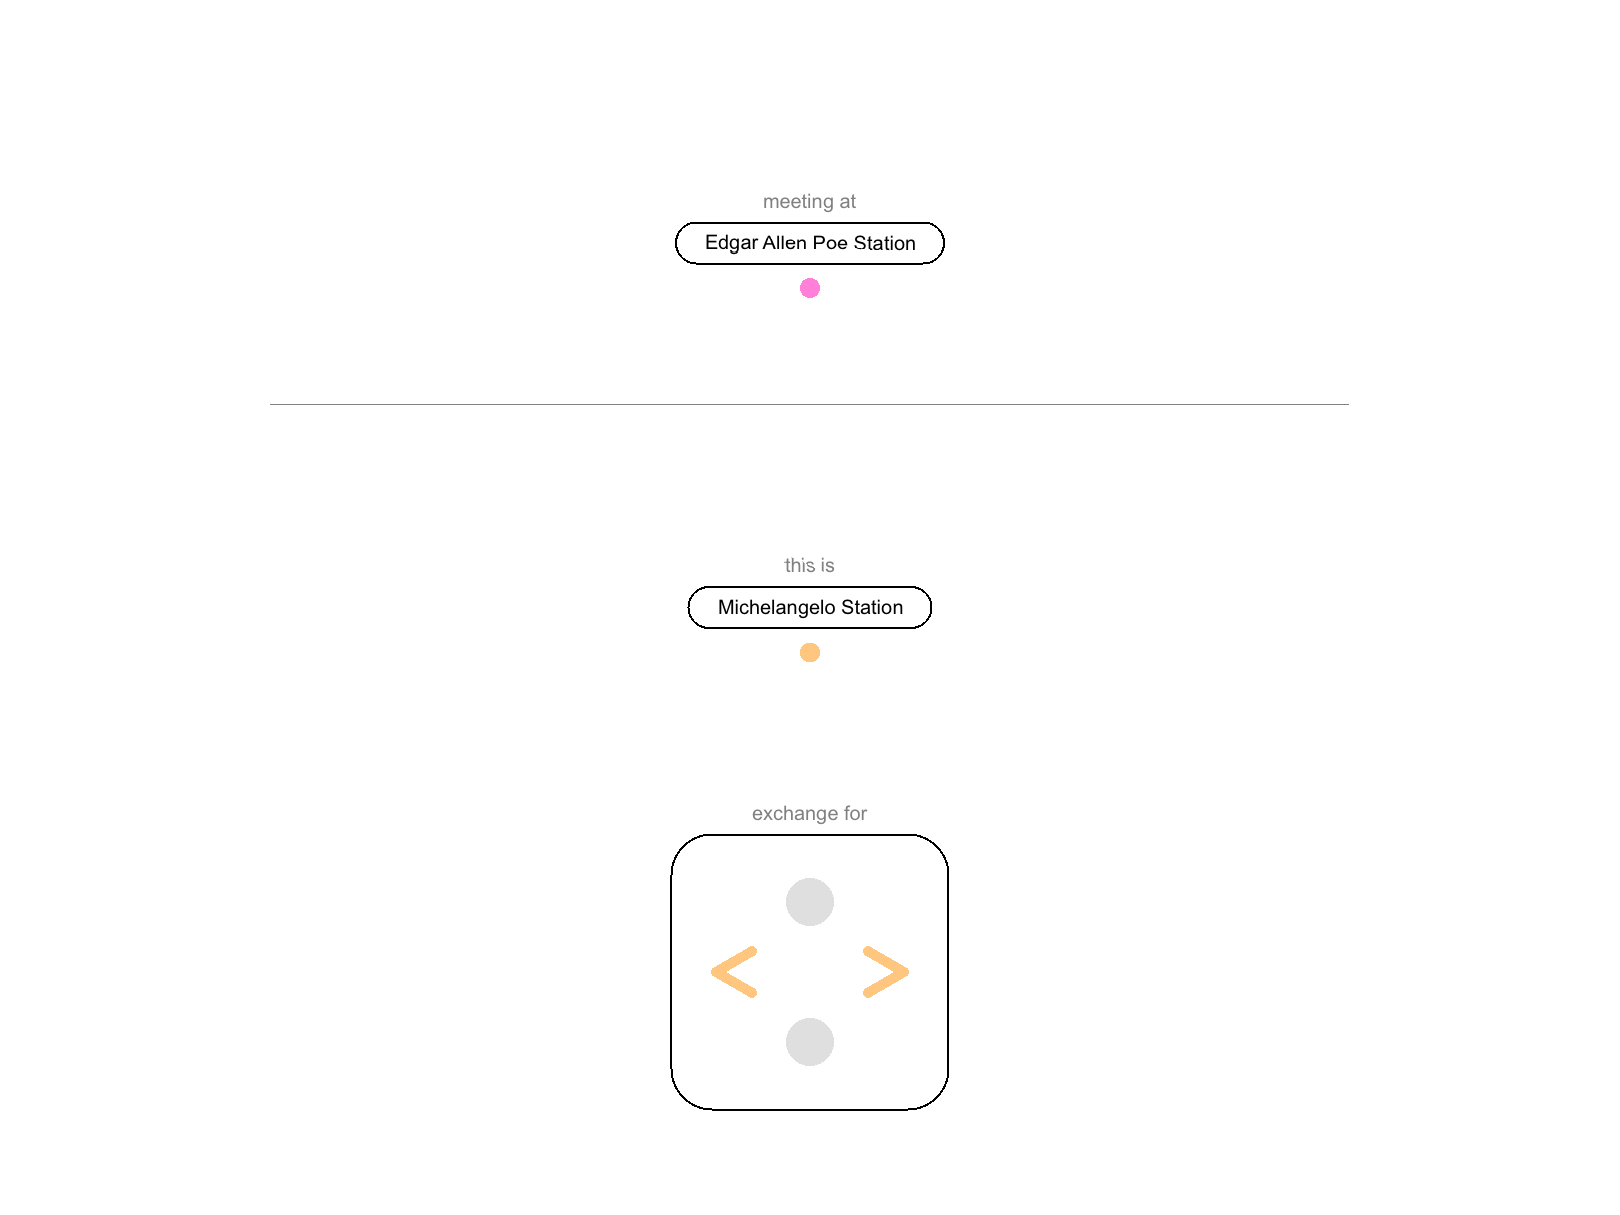 meeting at
Edgar Allen Poe Station
this is
Michelangelo Station
exchange for